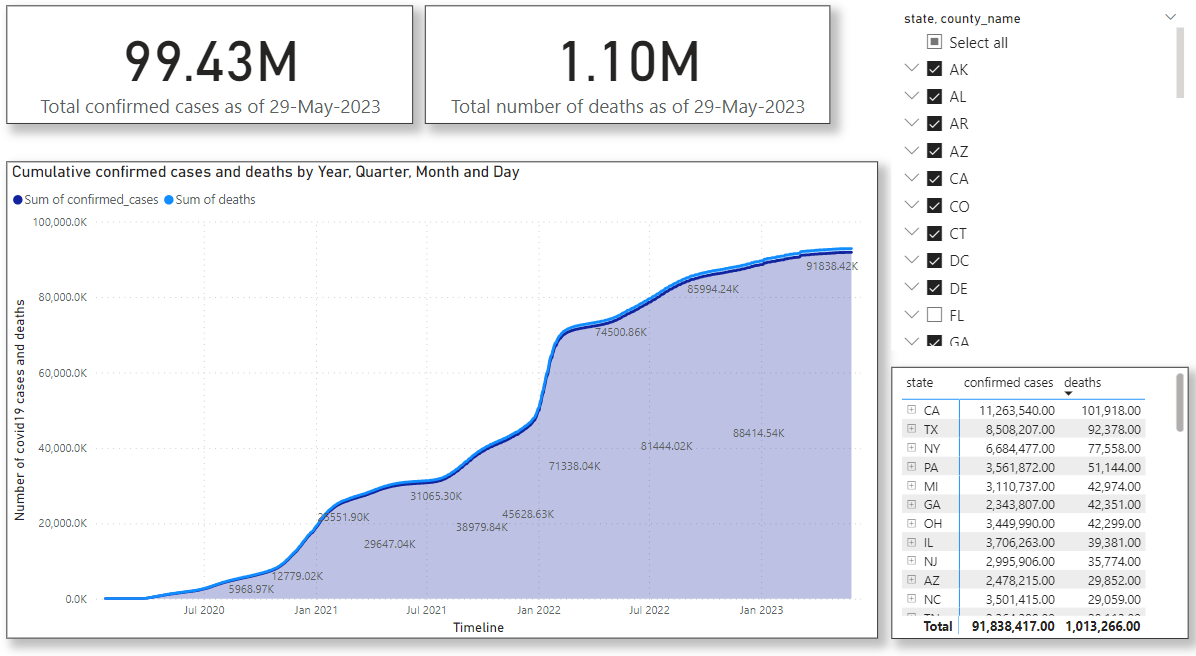 99.43M
Total confirmed cases as of 29-May-2023
1.10M
Total number of deaths as of 29-May-2023
state, county_name
Select all
AK
AL
AR
AZ
CA
CO
CT
DC
DE
FL
GA
Cumulative confirmed cases and deaths by Year, Quarter, Month and Day
Sum of confirmed_cases Sum of deaths
Number of covid19 cases and deaths
100,000.0K
80,000.0K
60,000.0K
40,000.0K
20,000.0K
0.0K
91838.42K
85994.24K
74500.86K
88414.54K
81444.02K
71338.04K
31065.30K
45628.63K
38979.84K
29647.04K
12779.02K
5968.97K
Jul 2020 Jan 2021 Jul 2021 Jan 2022 Jul 2022 Jan 2023
Timeline
state confirmed cases deaths
CA 11,263,540.00 101,918.00
TX 8,508,207.00 92,378.00
NY 6,684,477.00 77,558.00
PA 3,561,872.00 51,144.00
MI 3,110,737.00 42,974.00
GA 2,343,807.00 42,351.00
OH 3,449,990.00 42,299.00
IL 3,706,263.00 39,381.00
NJ 2,995,906.00 35,774.00
AZ 2,478,215.00 29,852.00
NC 3,501,415.00 29,059.00
Total 91,838,417.00 1,013,266.00